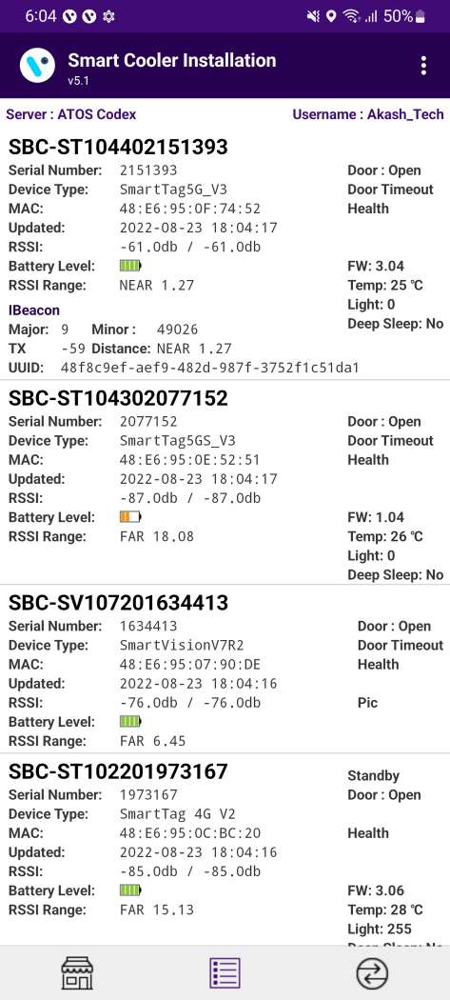 6:04 50%
Smart Cooler Installation
v5.1
Server : ATOS Codex Username : Akash_Tech
SBC-ST104402151393
Serial Number: 2151393 Door : Open
Device Type: SmartTag5G_V3 Door Timeout
MAC: 48:E6:95:0F:74:52 Health
Updated: 2022-08-23 18:04:17
RSSI: -61.0db / -61.0db
Battery Level: FW: 3.04
RSSI Range: NEAR 1.27 Temp: 25 ℃
Light: 0
IBeacon
Deep Sleep: No
Major: 9 Minor : 49026
TX -59 Distance: NEAR 1.27
UUID: 48f8c9ef-aef9-482d-987f-3752f1c51da1
SBC-ST104302077152
Serial Number: 2077152 Door : Open
Device Type: SmartTag5GS_V3 Door Timeout
MAC: 48:E6:95:0E:52:51 Health
Updated: 2022-08-23 18:04:17
RSSI: -87.0db / -87.0db
Battery Level: FW: 1.04
RSSI Range: FAR 18.08 Temp: 26 ℃
Light: 0
Deep Sleep: No
SBC-SV107201634413
Serial Number: 1634413 Door : Open
Device Type: SmartVisionV7R2 Door Timeout
MAC: 48:E6:95:07:90:DE Health
Updated: 2022-08-23 18:04:16
RSSI: -76.0db / -76.0db Pic
Battery Level:
RSSI Range: FAR 6.45
SBC-ST102201973167
Standby
Serial Number: 1973167 Door : Open
Device Type: SmartTag 4G V2
MAC: 48:E6:95:0C:BC:20 Health
Updated: 2022-08-23 18:04:16
RSSI: -85.0db / -85.0db
Battery Level: FW: 3.06
RSSI Range: FAR 15.13 Temp: 28 ℃
Light: 255